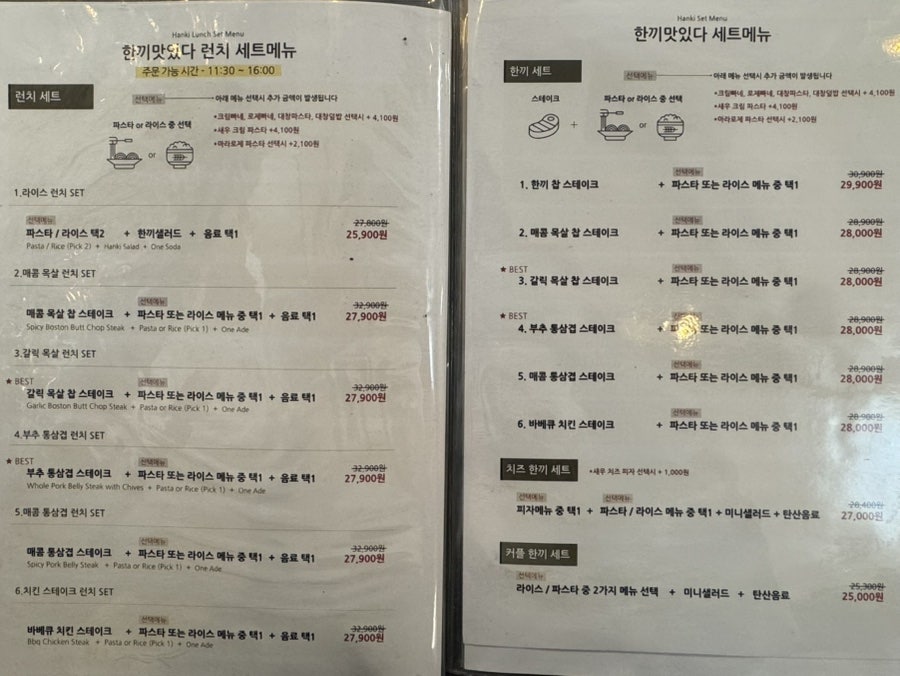 Hanki Lunch Set Menu
한끼맛있다 런치 세트메뉴
주문 가능 시간 - 11:30 ~ 16:00
런치 세트
선택메뉴 아래 메뉴 선택시 추가 금액이 발생됩니다
파스타 or 라이스 중 선택
*크림빠네, 로제빠네, 대창파스타, 대창덮밥 선택시 + 4,100원
*새우 크림 파스타 +4,100원
*마라로제 파스타 선택시 +2,100원
or
1.라이스 런치 SET
선택메뉴
27,800원
파스타 / 라이스 택2 + 한끼샐러드 + 음료 택1 25,900원
Pasta / Rice (Pick 2) + Hanki Salad + One Soda
2.매콤 목살 런치 SET
선택메뉴
32,900원
매콤 목살 찹 스테이크 + 파스타 또는 라이스 메뉴 중 택1 + 음료 택1 27,900원
Spicy Boston Butt Chop Steak + Pasta or Rice (Pick 1) + One Ade
3.갈릭 목살 런치 SET
★ BEST
선택메뉴
32,900원
갈릭 목살 찹 스테이크 + 파스타 또는 라이스 메뉴 중 택1 + 음료 택1 27,900원
Garlic Boston Butt Chop Steak + Pasta or Rice (Pick 1) + One Ade
4.부추 통삼겹 런치 SET
★ BEST
선택메뉴
32,900원
부추 통삼겹 스테이크 + 파스타 또는 라이스 메뉴 중 택1 + 음료 택1 27,900원
Whole Pork Belly Steak with Chives + Pasta or Rice (Pick 1) + One Ade
5.매콤 통삼겹 런치 SET
선택메뉴
32,900원
매콤 통삼겹 스테이크 + 파스타 또는 라이스 메뉴 중 택1 + 음료 택1 27,900원
Spicy Pork Belly Steak + Pasta or Rice (Pick 1) + One Ade
6.치킨 스테이크 런치 SET
선택메뉴
32,900원
바베큐 치킨 스테이크 + 파스타 또는 라이스 메뉴 중 택1 + 음료 택1 27,900원
Bbq Chicken Steak + Pasta or Rice (Pick 1) + One Ade
Hanki Set Menu
한끼맛있다 세트메뉴
한끼 세트
선택메뉴 아래 메뉴 선택시 추가 금액이 발생됩니다
스테이크 파스타 or 라이스 중 선택
*크림빠네, 로제빠네, 대창파스타, 대창덮밥 선택시 + 4,100원
*새우 크림 파스타 +4,100원
*마라로제 파스타 선택시 +2,100원
+ or
선택메뉴
30,900원
1. 한끼 찹 스테이크 + 파스타 또는 라이스 메뉴 중 택1 29,900원
선택메뉴
28,900원
2. 매콤 목살 찹 스테이크 + 파스타 또는 라이스 메뉴 중 택1 28,000원
★ BEST
선택메뉴
28,900원
3. 갈릭 목살 찹 스테이크 + 파스타 또는 라이스 메뉴 중 택1 28,000원
★ BEST
28,900원
4. 부추 통삼겹 스테이크 + 파스타 또는 라이스 메뉴 중 택1 28,000원
선택메뉴
28,900원
5. 매콤 통삼겹 스테이크 + 파스타 또는 라이스 메뉴 중 택1 28,000원
선택메뉴
28,900원
6. 바베큐 치킨 스테이크 + 파스타 또는 라이스 메뉴 중 택1 28,000원
치즈 한끼 세트 *새우 치즈 피자 선택시 + 1,000원
선택메뉴 선택메뉴
28,400원
피자메뉴 중 택1 + 파스타 / 라이스 메뉴 중 택1 + 미니샐러드 + 탄산음료 27,000원
커플 한끼 세트
선택메뉴
25,300원
라이스 / 파스타 중 2가지 메뉴 선택 + 미니샐러드 + 탄산음료 25,000원